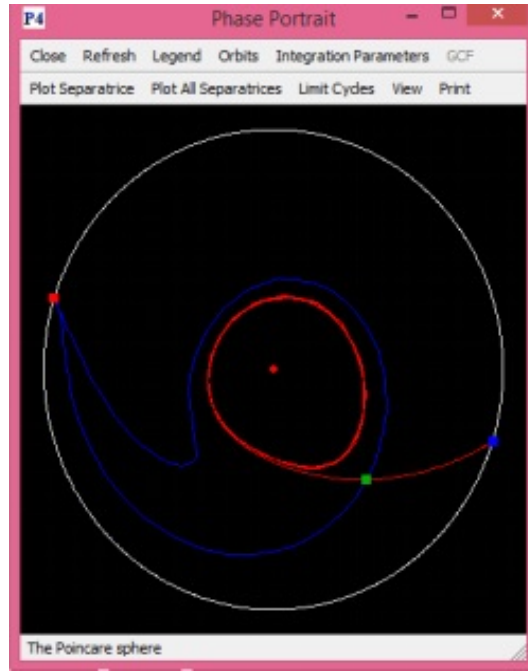 P4 Phase Portrait
Close Refresh Legend Orbits Integration Parameters GCF
Plot Separatrice Plot All Separatrices Limit Cycles View Print
The Poincare sphere